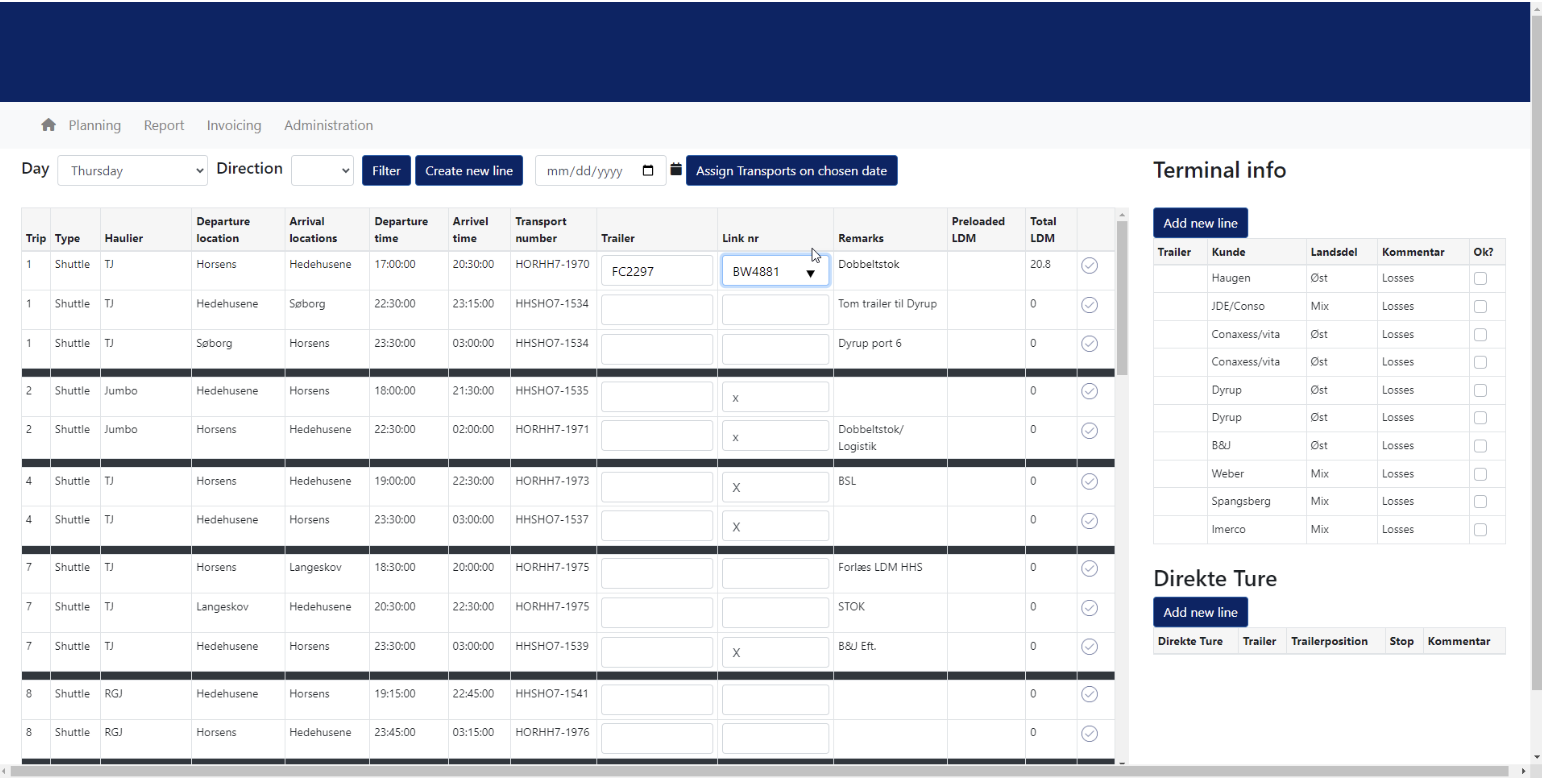 Planning Report Invoicing Administration
Day Thursday Direction Filter Create new line mm/dd/yyyy Assign Transports on chosen date
Trip Type Haulier Departure location Arrival locations Departure time Arrivel time Transport number Trailer Link nr Remarks Preloaded LDM Total LDM
1 Shuttle TJ Horsens Hedehusene 17:00:00 20:30:00 HORHH7-1970 FC2297 BW4881 Dobbeltstok 20.8
1 Shuttle TJ Hedehusene Søborg 22:30:00 23:15:00 HHSHO7-1534 Tom trailer til Dyrup 0
1 Shuttle TJ Søborg Horsens 23:30:00 03:00:00 HHSHO7-1534 Dyrup port 6 0
2 Shuttle Jumbo Hedehusene Horsens 18:00:00 21:30:00 HHSHO7-1535 x 0
2 Shuttle Jumbo Horsens Hedehusene 22:30:00 02:00:00 HORHH7-1971 x Dobbeltstok/ Logistik 0
4 Shuttle TJ Horsens Hedehusene 19:00:00 22:30:00 HORHH7-1973 X BSL 0
4 Shuttle TJ Hedehusene Horsens 23:30:00 03:00:00 HHSHO7-1537 X 0
7 Shuttle TJ Horsens Langeskov 18:30:00 20:00:00 HORHH7-1975 Forlæs LDM HHS 0
7 Shuttle TJ Langeskov Hedehusene 20:30:00 22:30:00 HORHH7-1975 STOK 0
7 Shuttle TJ Hedehusene Horsens 23:30:00 03:00:00 HHSHO7-1539 X B&J Eft. 0
8 Shuttle RGJ Hedehusene Horsens 19:15:00 22:45:00 HHSHO7-1541 0
8 Shuttle RGJ Horsens Hedehusene 23:45:00 03:15:00 HORHH7-1976 0
Terminal info
Add new line
Trailer Kunde Landsdel Kommentar Ok?
Haugen Øst Losses
JDE/Conso Mix Losses
Conaxess/vita Øst Losses
Conaxess/vita Øst Losses
Dyrup Øst Losses
Dyrup Øst Losses
B&J Øst Losses
Weber Mix Losses
Spangsberg Mix Losses
Imerco Mix Losses
Direkte Ture
Add new line
Direkte Ture Trailer Trailerposition Stop Kommentar